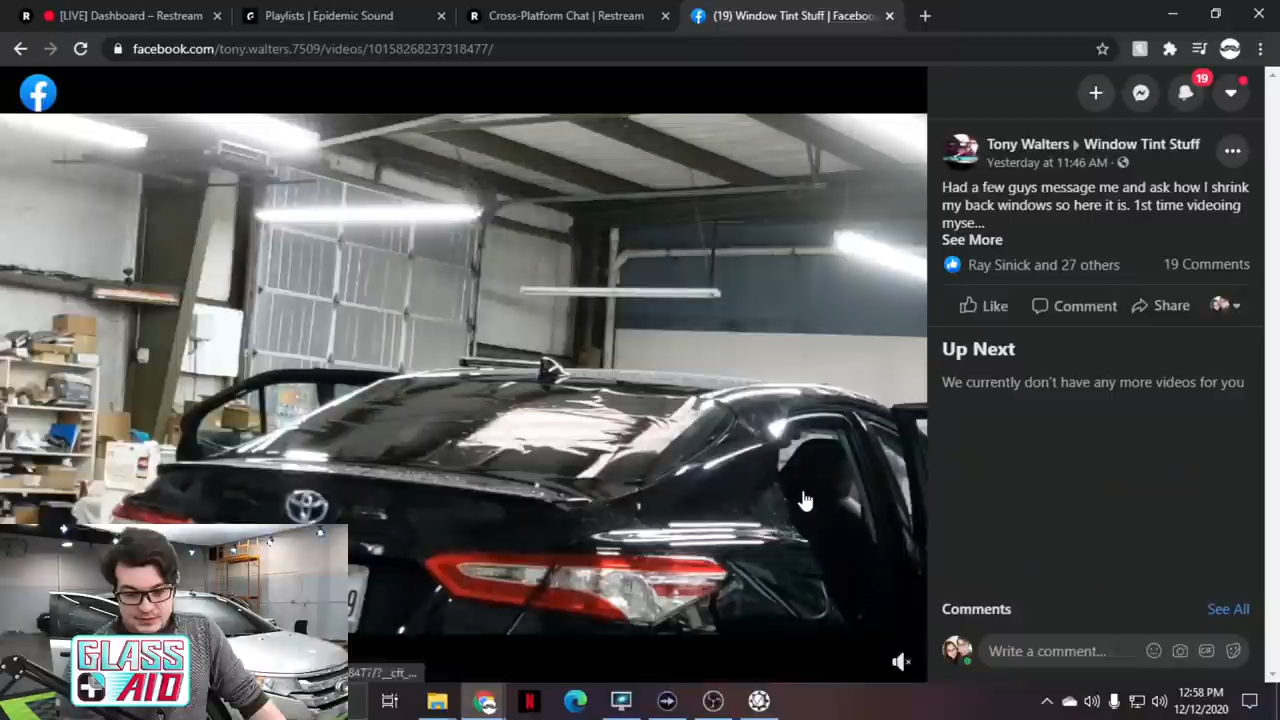 [LIVE] Dashboard – Restream
Playlists | Epidemic Sound
Cross-Platform Chat | Restream
(19) Window Tint Stuff | Faceboo
facebook.com/tony.walters.7509/videos/10158268237318477/
19
Tony Walters ▸ Window Tint Stuff
Yesterday at 11:46 AM ·
Had a few guys message me and ask how I shrink
my back windows so here it is. 1st time videoing
myse...
See More
Ray Sinick and 27 others 19 Comments
Like Comment Share
Up Next
We currently don't have any more videos for you
Comments See All
Write a comment...
GIF
9
GLASS
AID
8477/?__cft_...
12:58 PM
12/12/2020